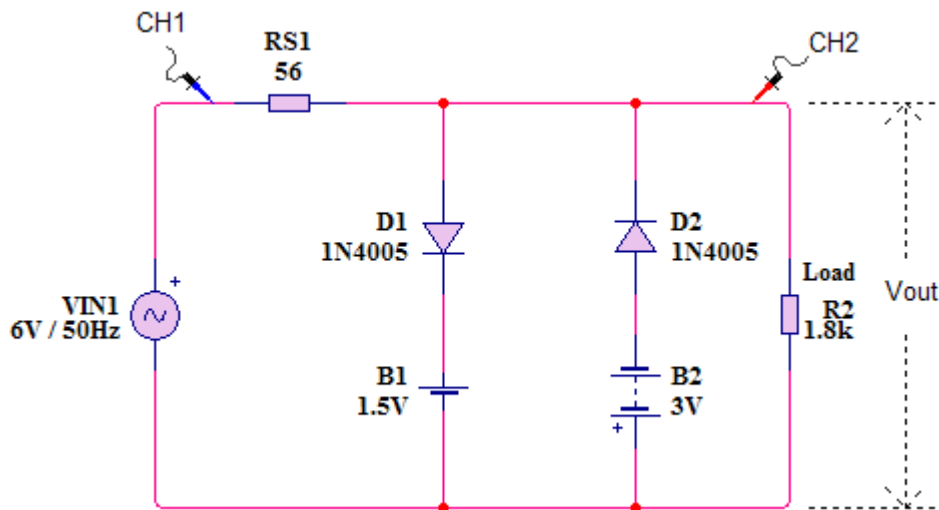 CH1
RS1
56
CH2
D1
1N4005
D2
1N4005
Load
R2
1.8k
Vout
VIN1
6V / 50Hz
+
B1
1.5V
B2
3V
+